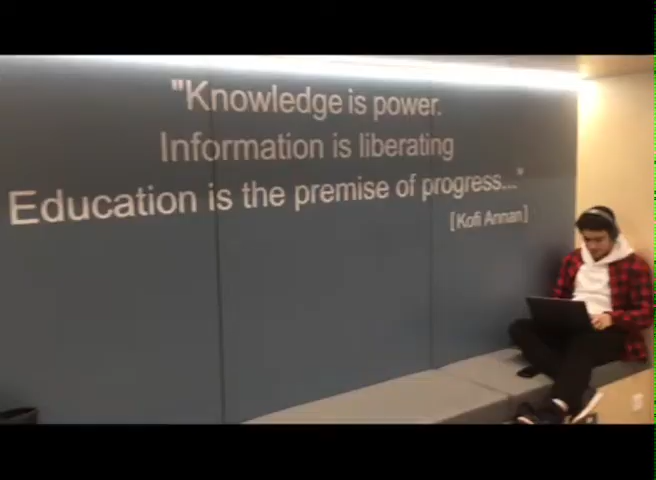 "Knowledge is power.
Information is liberating
Education is the premise of progress..."
[Kofi Annan]